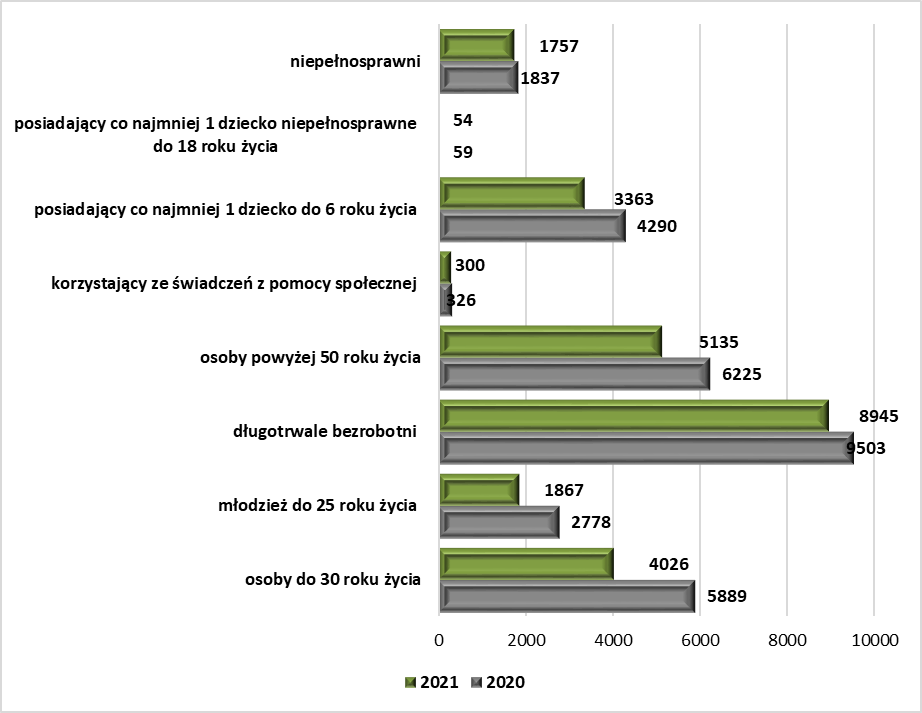 niepełnosprawni
1757
1837
posiadający co najmniej 1 dziecko niepełnosprawne
do 18 roku życia
54
59
posiadający co najmniej 1 dziecko do 6 roku życia
3363
4290
korzystający ze świadczeń z pomocy społecznej
300
326
osoby powyżej 50 roku życia
5135
6225
długotrwale bezrobotni
8945
9503
młodzież do 25 roku życia
1867
2778
osoby do 30 roku życia
4026
5889
0 2000 4000 6000 8000 10000
2021 2020